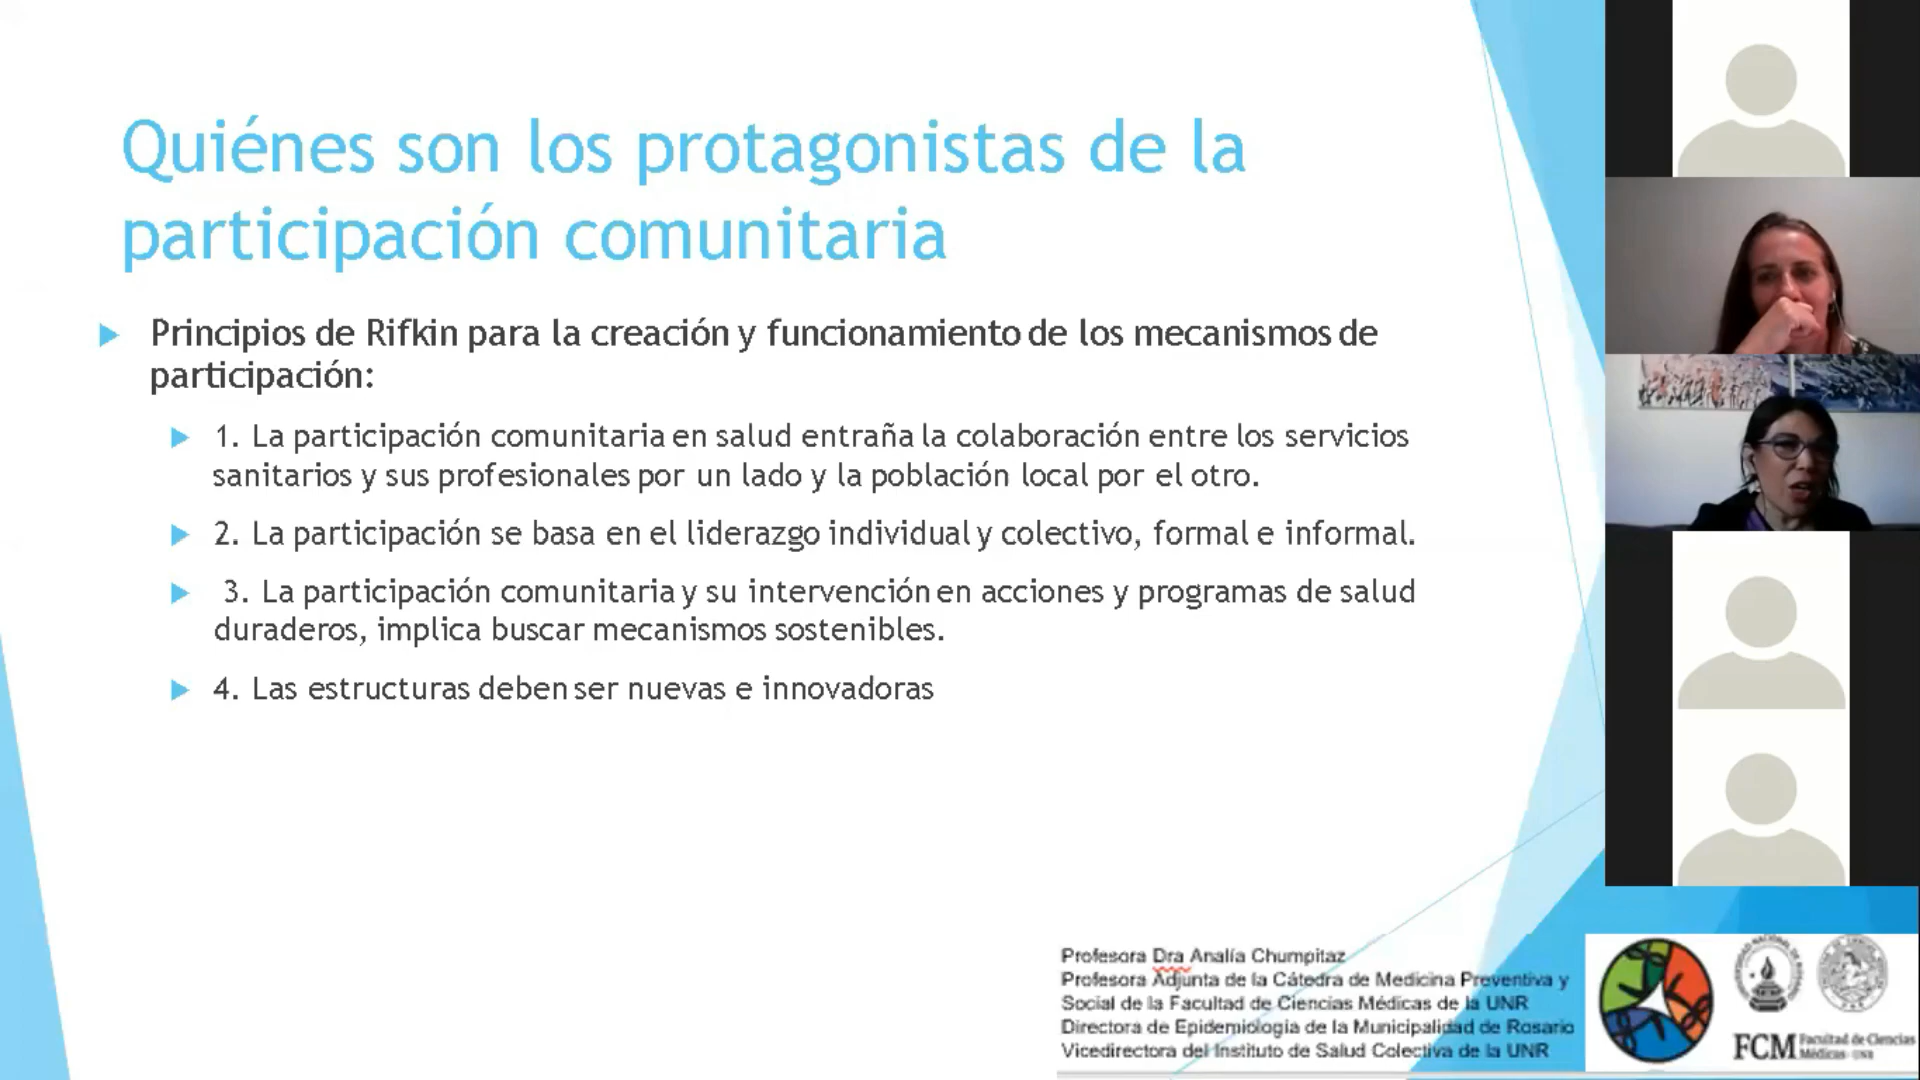 Quiénes son los protagonistas de la
participación comunitaria
Principios de Rifkin para la creación y funcionamiento de los mecanismos de
participación:
1. La participación comunitaria en salud entraña la colaboración entre los servicios
sanitarios y sus profesionales por un lado y la población local por el otro.
2. La participación se basa en el liderazgo individual y colectivo, formal e informal.
3. La participación comunitaria y su intervención en acciones y programas de salud
duraderos, implica buscar mecanismos sostenibles.
4. Las estructuras deben ser nuevas e innovadoras
Profesora Dra Analía Chumpitaz
Profesora Adjunta de la Cátedra de Medicina Preventiva y
Social de la Facultad de Ciencias Médicas de la UNR
Directora de Epidemiologia de la Municipalidad de Rosario
Vicedirectora del Instituto de Salud Colectiva de la UNR
FCM Facultad de Ciencias
Médicas UNR